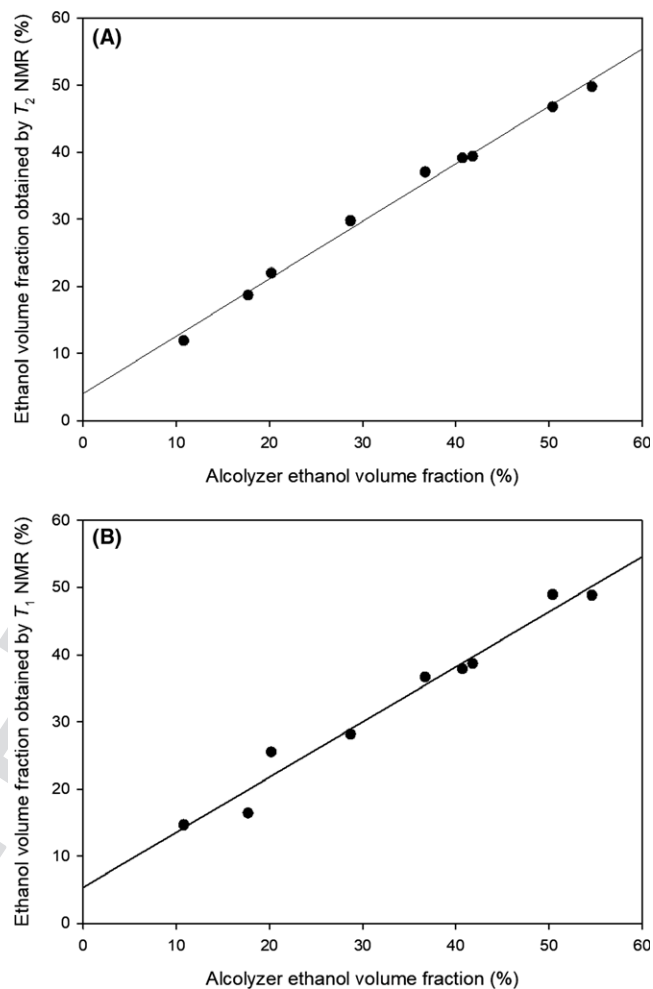 (A)
Ethanol volume fraction obtained by T2 NMR (%)
60
50
40
30
20
10
0
0 10 20 30 40 50 60
Alcolyzer ethanol volume fraction (%)
(B)
Ethanol volume fraction obtained by T1 NMR (%)
60
50
40
30
20
10
0
0 10 20 30 40 50 60
Alcolyzer ethanol volume fraction (%)